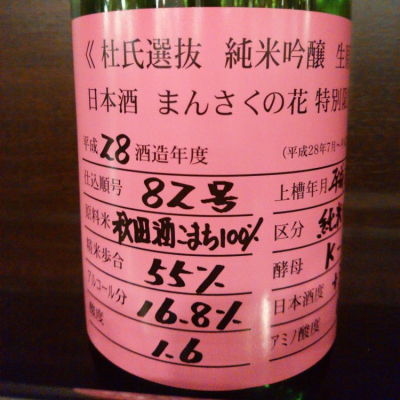 《 杜氏選抜 純米吟醸 生
日本酒 まんさくの花 特別
平成28酒造年度 (平成28年7月~
仕込順号 82号 上槽年月
原料米 秋田酒こまち100% 区分 純米
精米歩合 55% 酵母 K-
アルコール分 16.8% 日本酒度
酸度 1.6 アミノ酸度